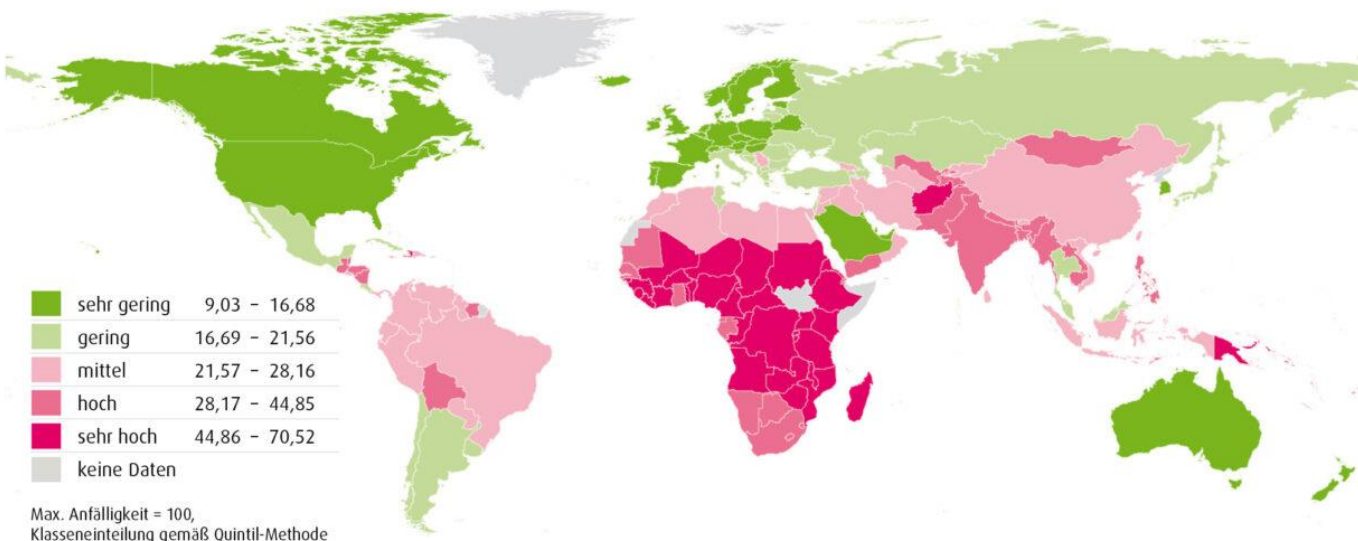 sehr gering 9,03 – 16,68
gering 16,69 – 21,56
mittel 21,57 – 28,16
hoch 28,17 – 44,85
sehr hoch 44,86 – 70,52
keine Daten
Max. Anfälligkeit = 100,
Klasseneinteilung gemäß Quintil-Methode